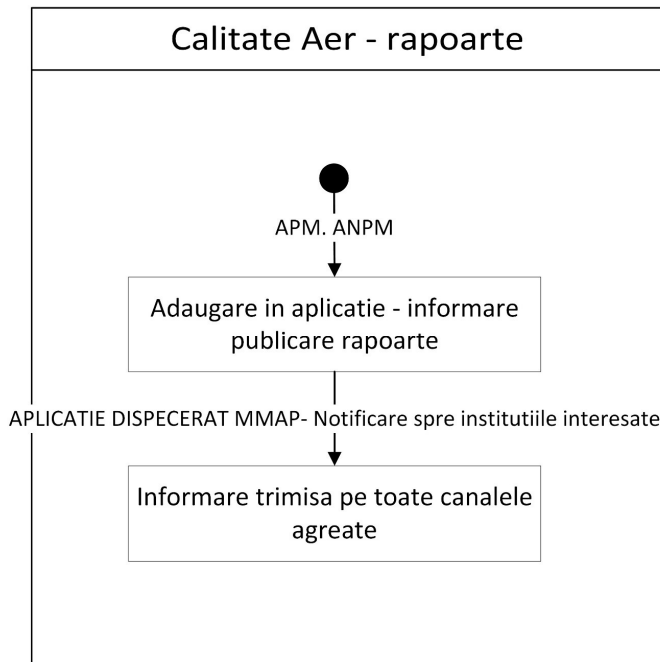 Calitate Aer - rapoarte
APM. ANPM
Adaugare in aplicatie - informare
publicare rapoarte
APLICATIE DISPECERAT MMAP- Notificare spre institutiile interesate
Informare trimisa pe toate canalele
agreate